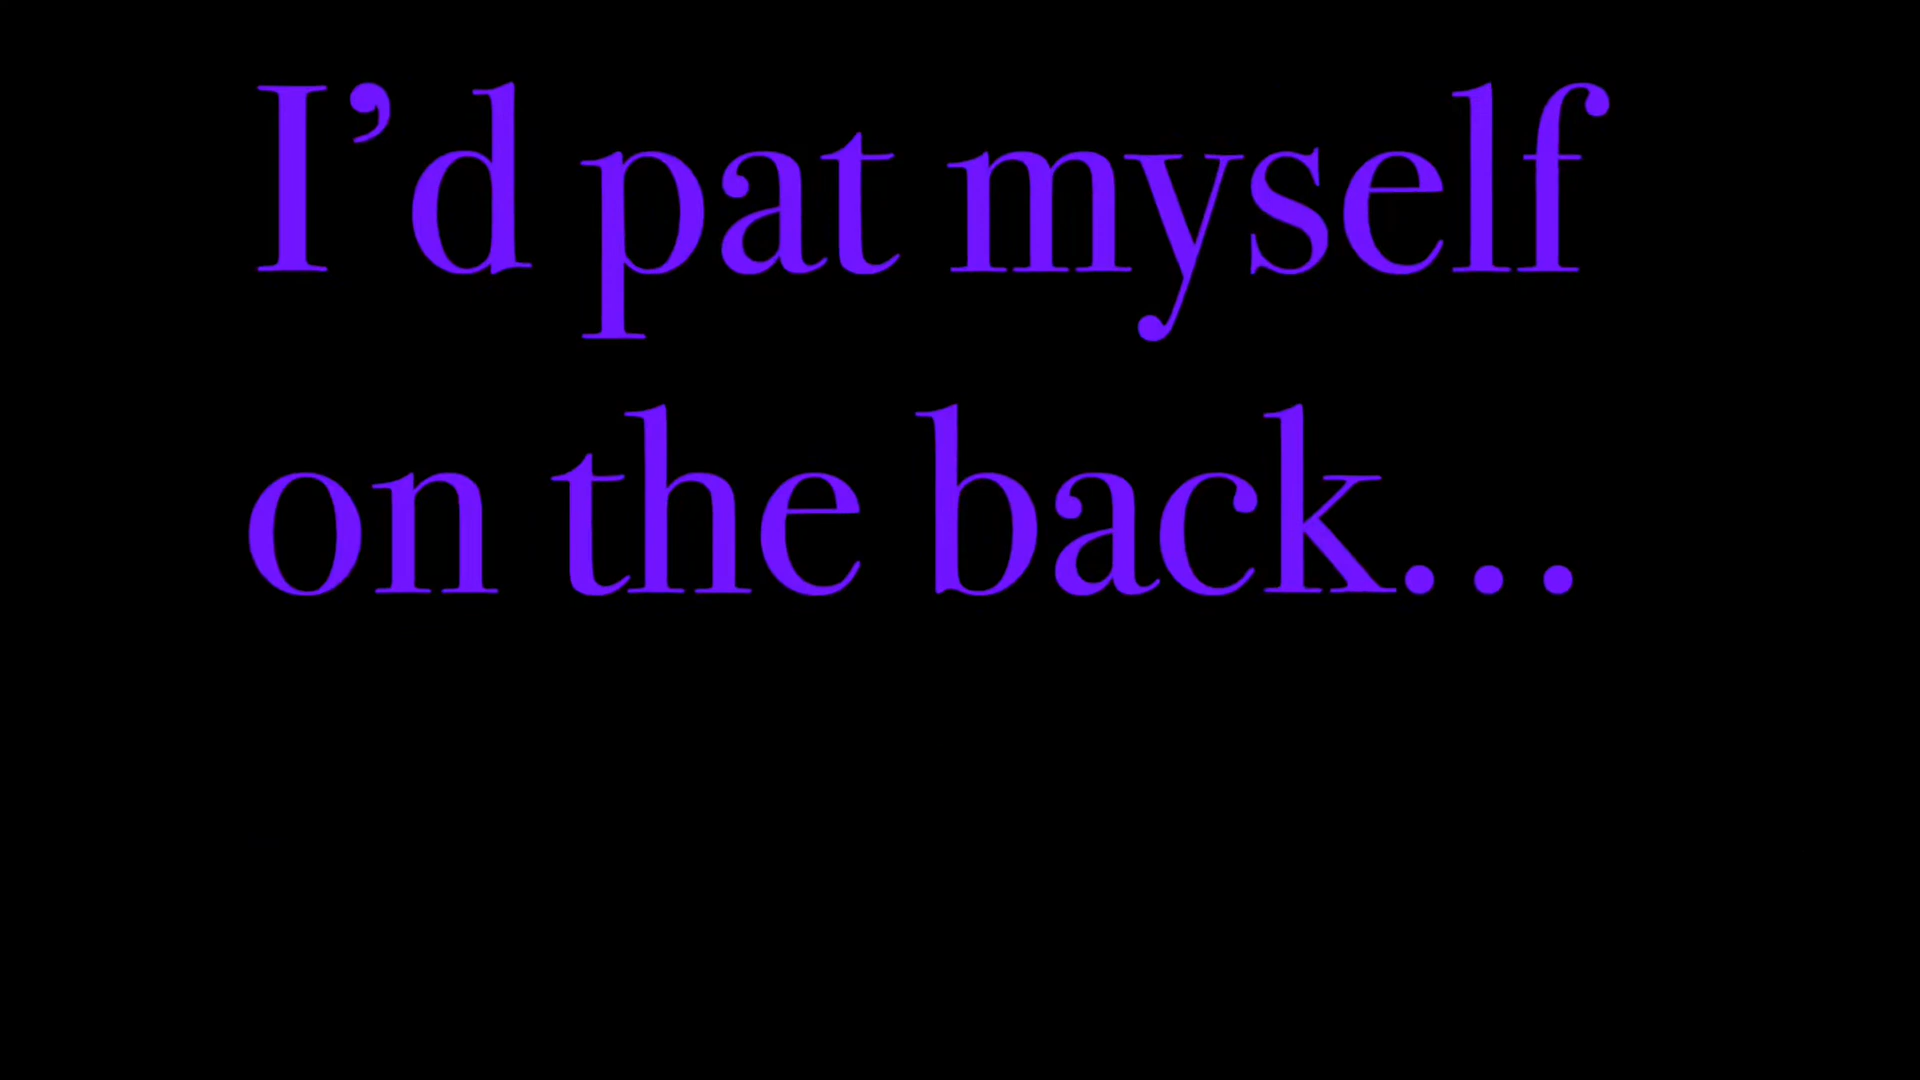 I’d pat myself
on the back...